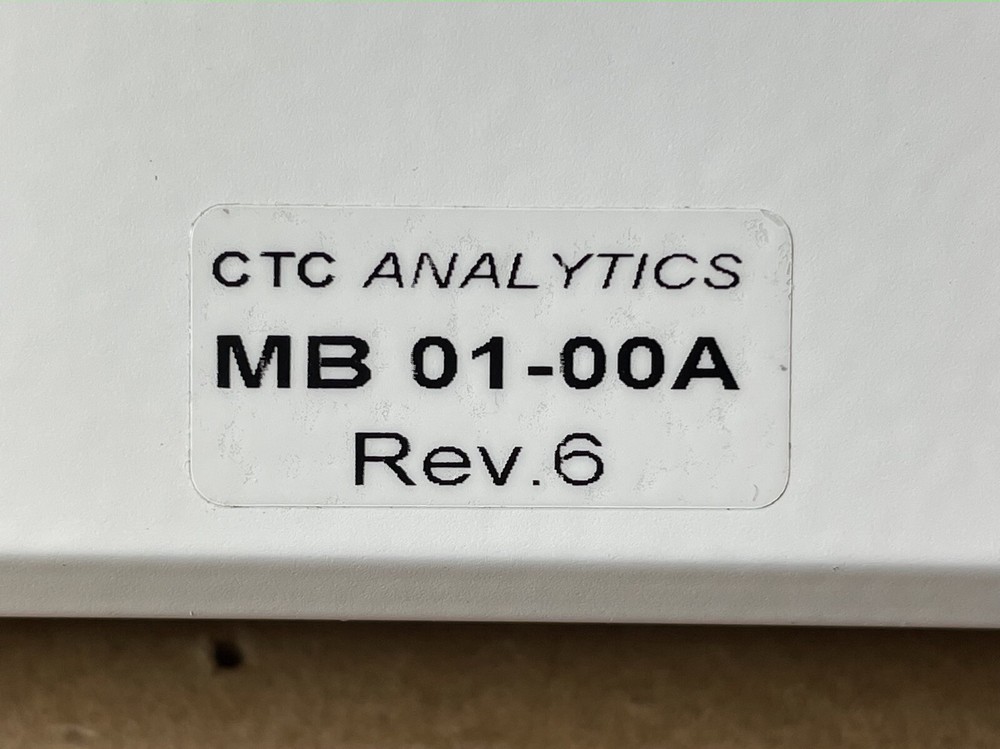 CTC ANALYTICS
MB 01-00A
Rev.6